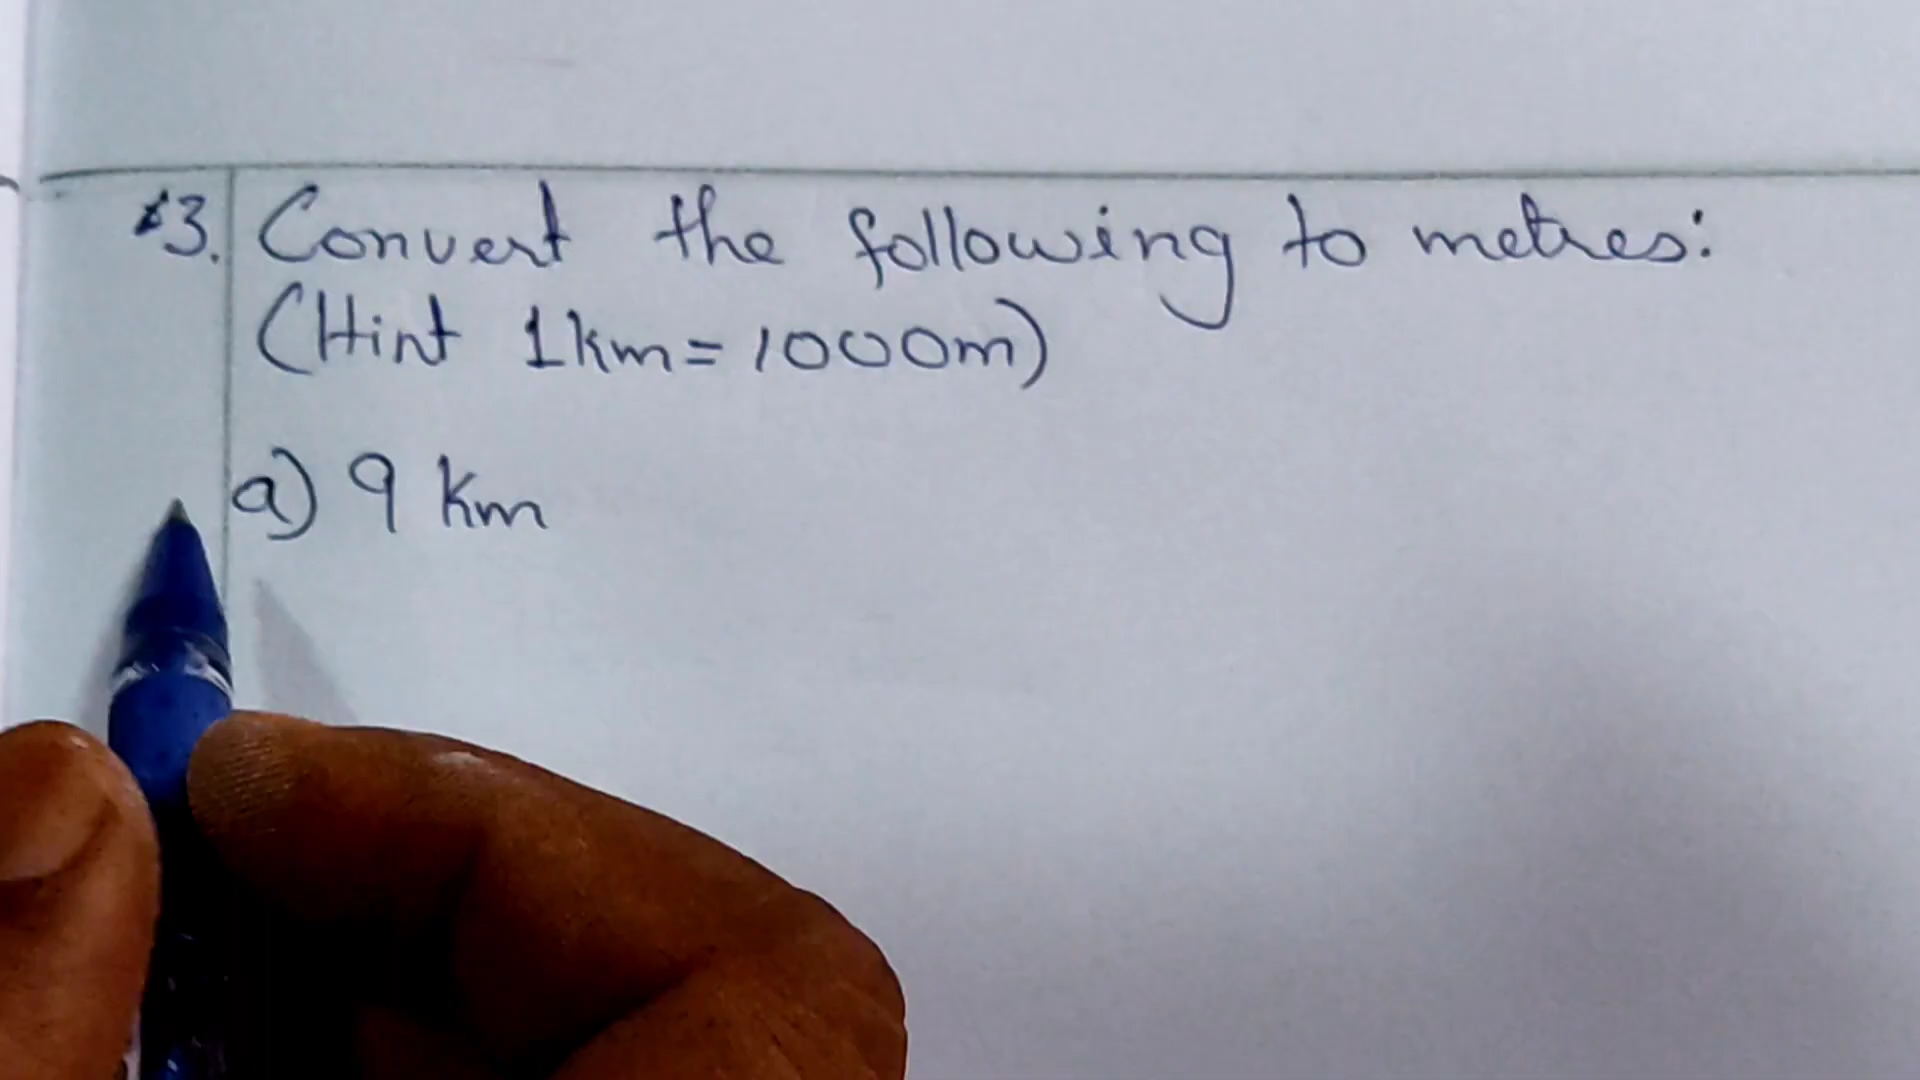 3. Convert the following to metres:
(Hint 1km = 1000m)
a) 9 km